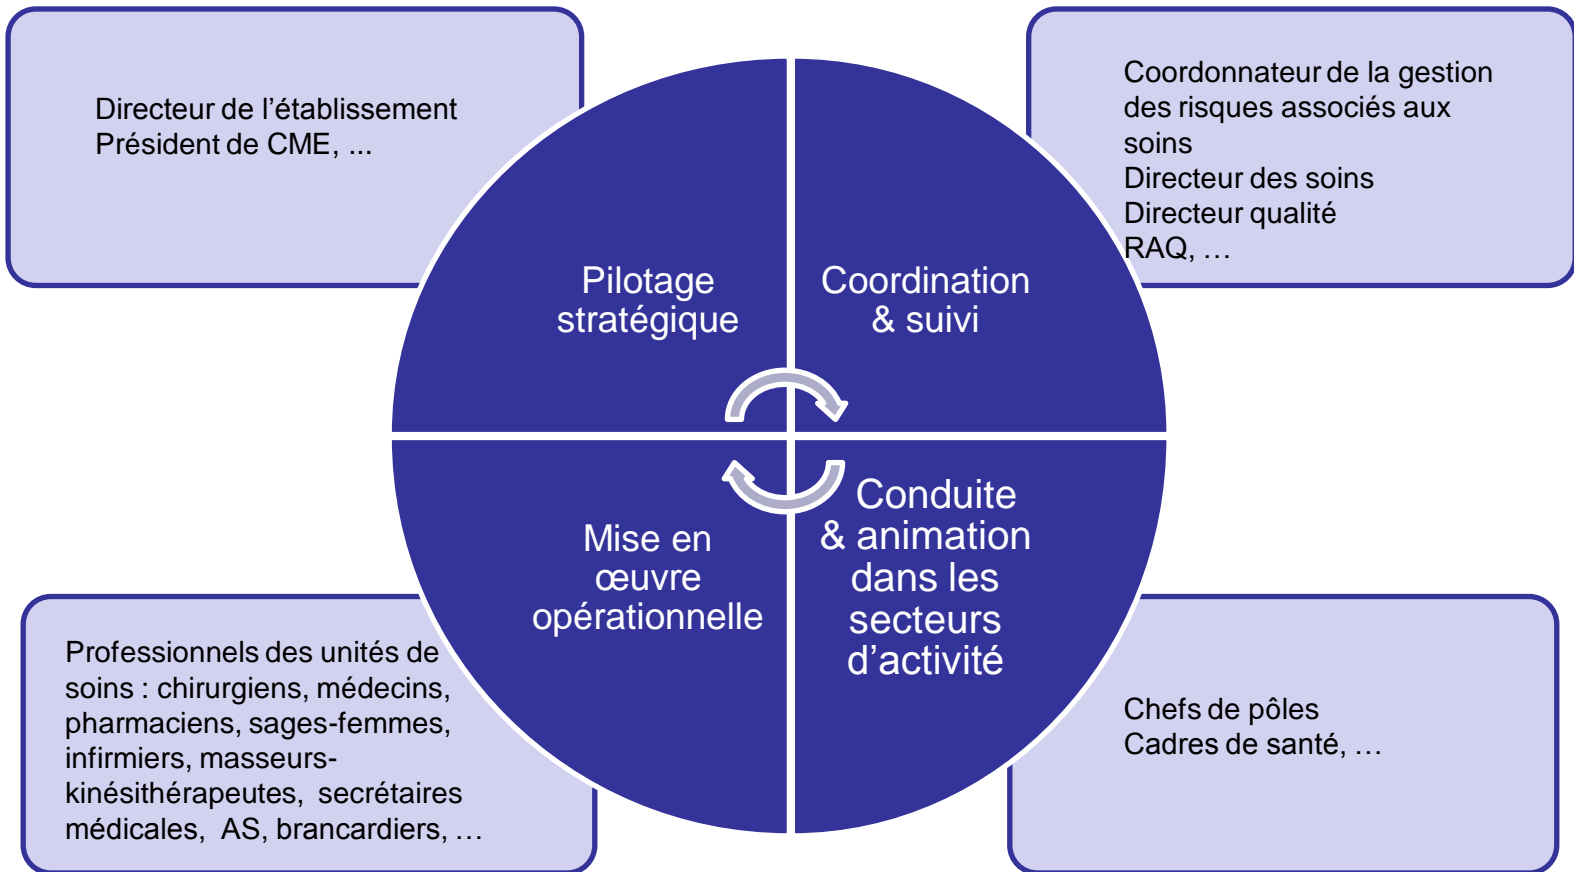 Directeur de l’établissement
Président de CME, ...
Coordonnateur de la gestion
des risques associés aux
soins
Directeur des soins
Directeur qualité
RAQ, …
Pilotage
stratégique
Coordination
& suivi
Mise en
œuvre
opérationnelle
Conduite
& animation
dans les
secteurs
d’activité
Professionnels des unités de
soins : chirurgiens, médecins,
pharmaciens, sages-femmes,
infirmiers, masseurs-
kinésithérapeutes, secrétaires
médicales, AS, brancardiers, …
Chefs de pôles
Cadres de santé, …